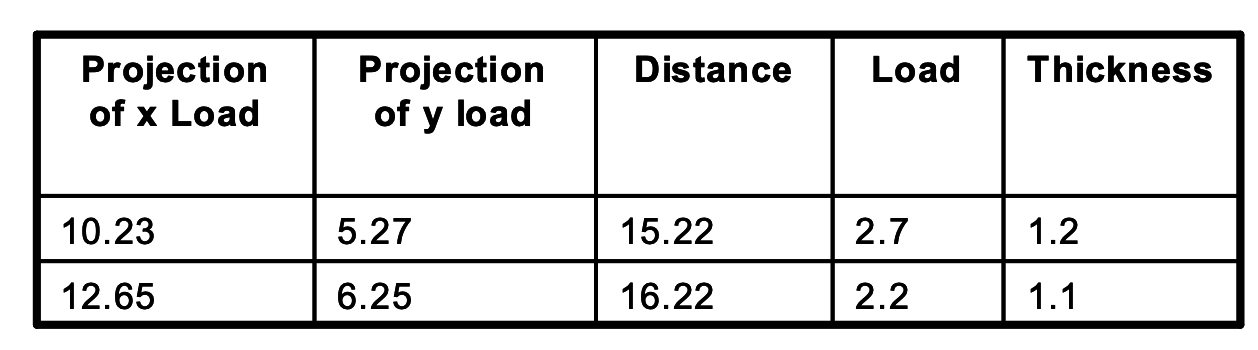 Projection of x Load Projection of y load Distance Load Thickness
10.23 5.27 15.22 2.7 1.2
12.65 6.25 16.22 2.2 1.1